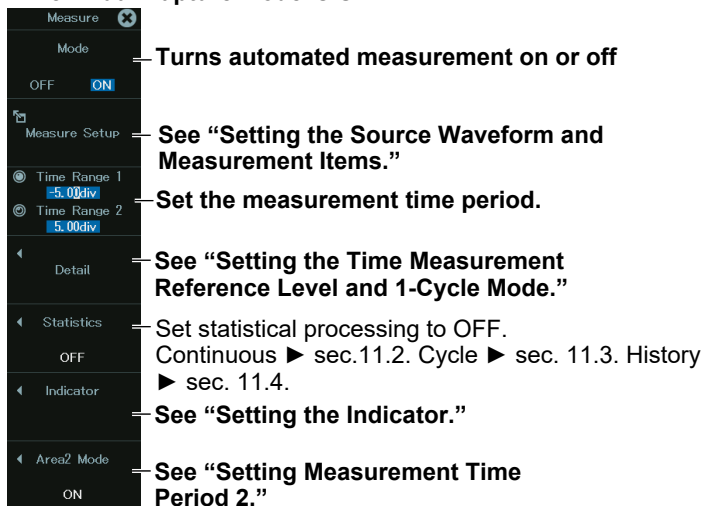 Measure
Mode
OFF ON
Turns automated measurement on or off
Measure Setup
See “Setting the Source Waveform and
Measurement Items.”
Time Range 1
-5.00div
Time Range 2
5.00div
Set the measurement time period.
Detail
See “Setting the Time Measurement
Reference Level and 1-Cycle Mode.”
Statistics
OFF
Set statistical processing to OFF.
Continuous ► sec.11.2. Cycle ► sec. 11.3. History
► sec. 11.4.
Indicator
See “Setting the Indicator.”
Area2 Mode
ON
See “Setting Measurement Time
Period 2.”